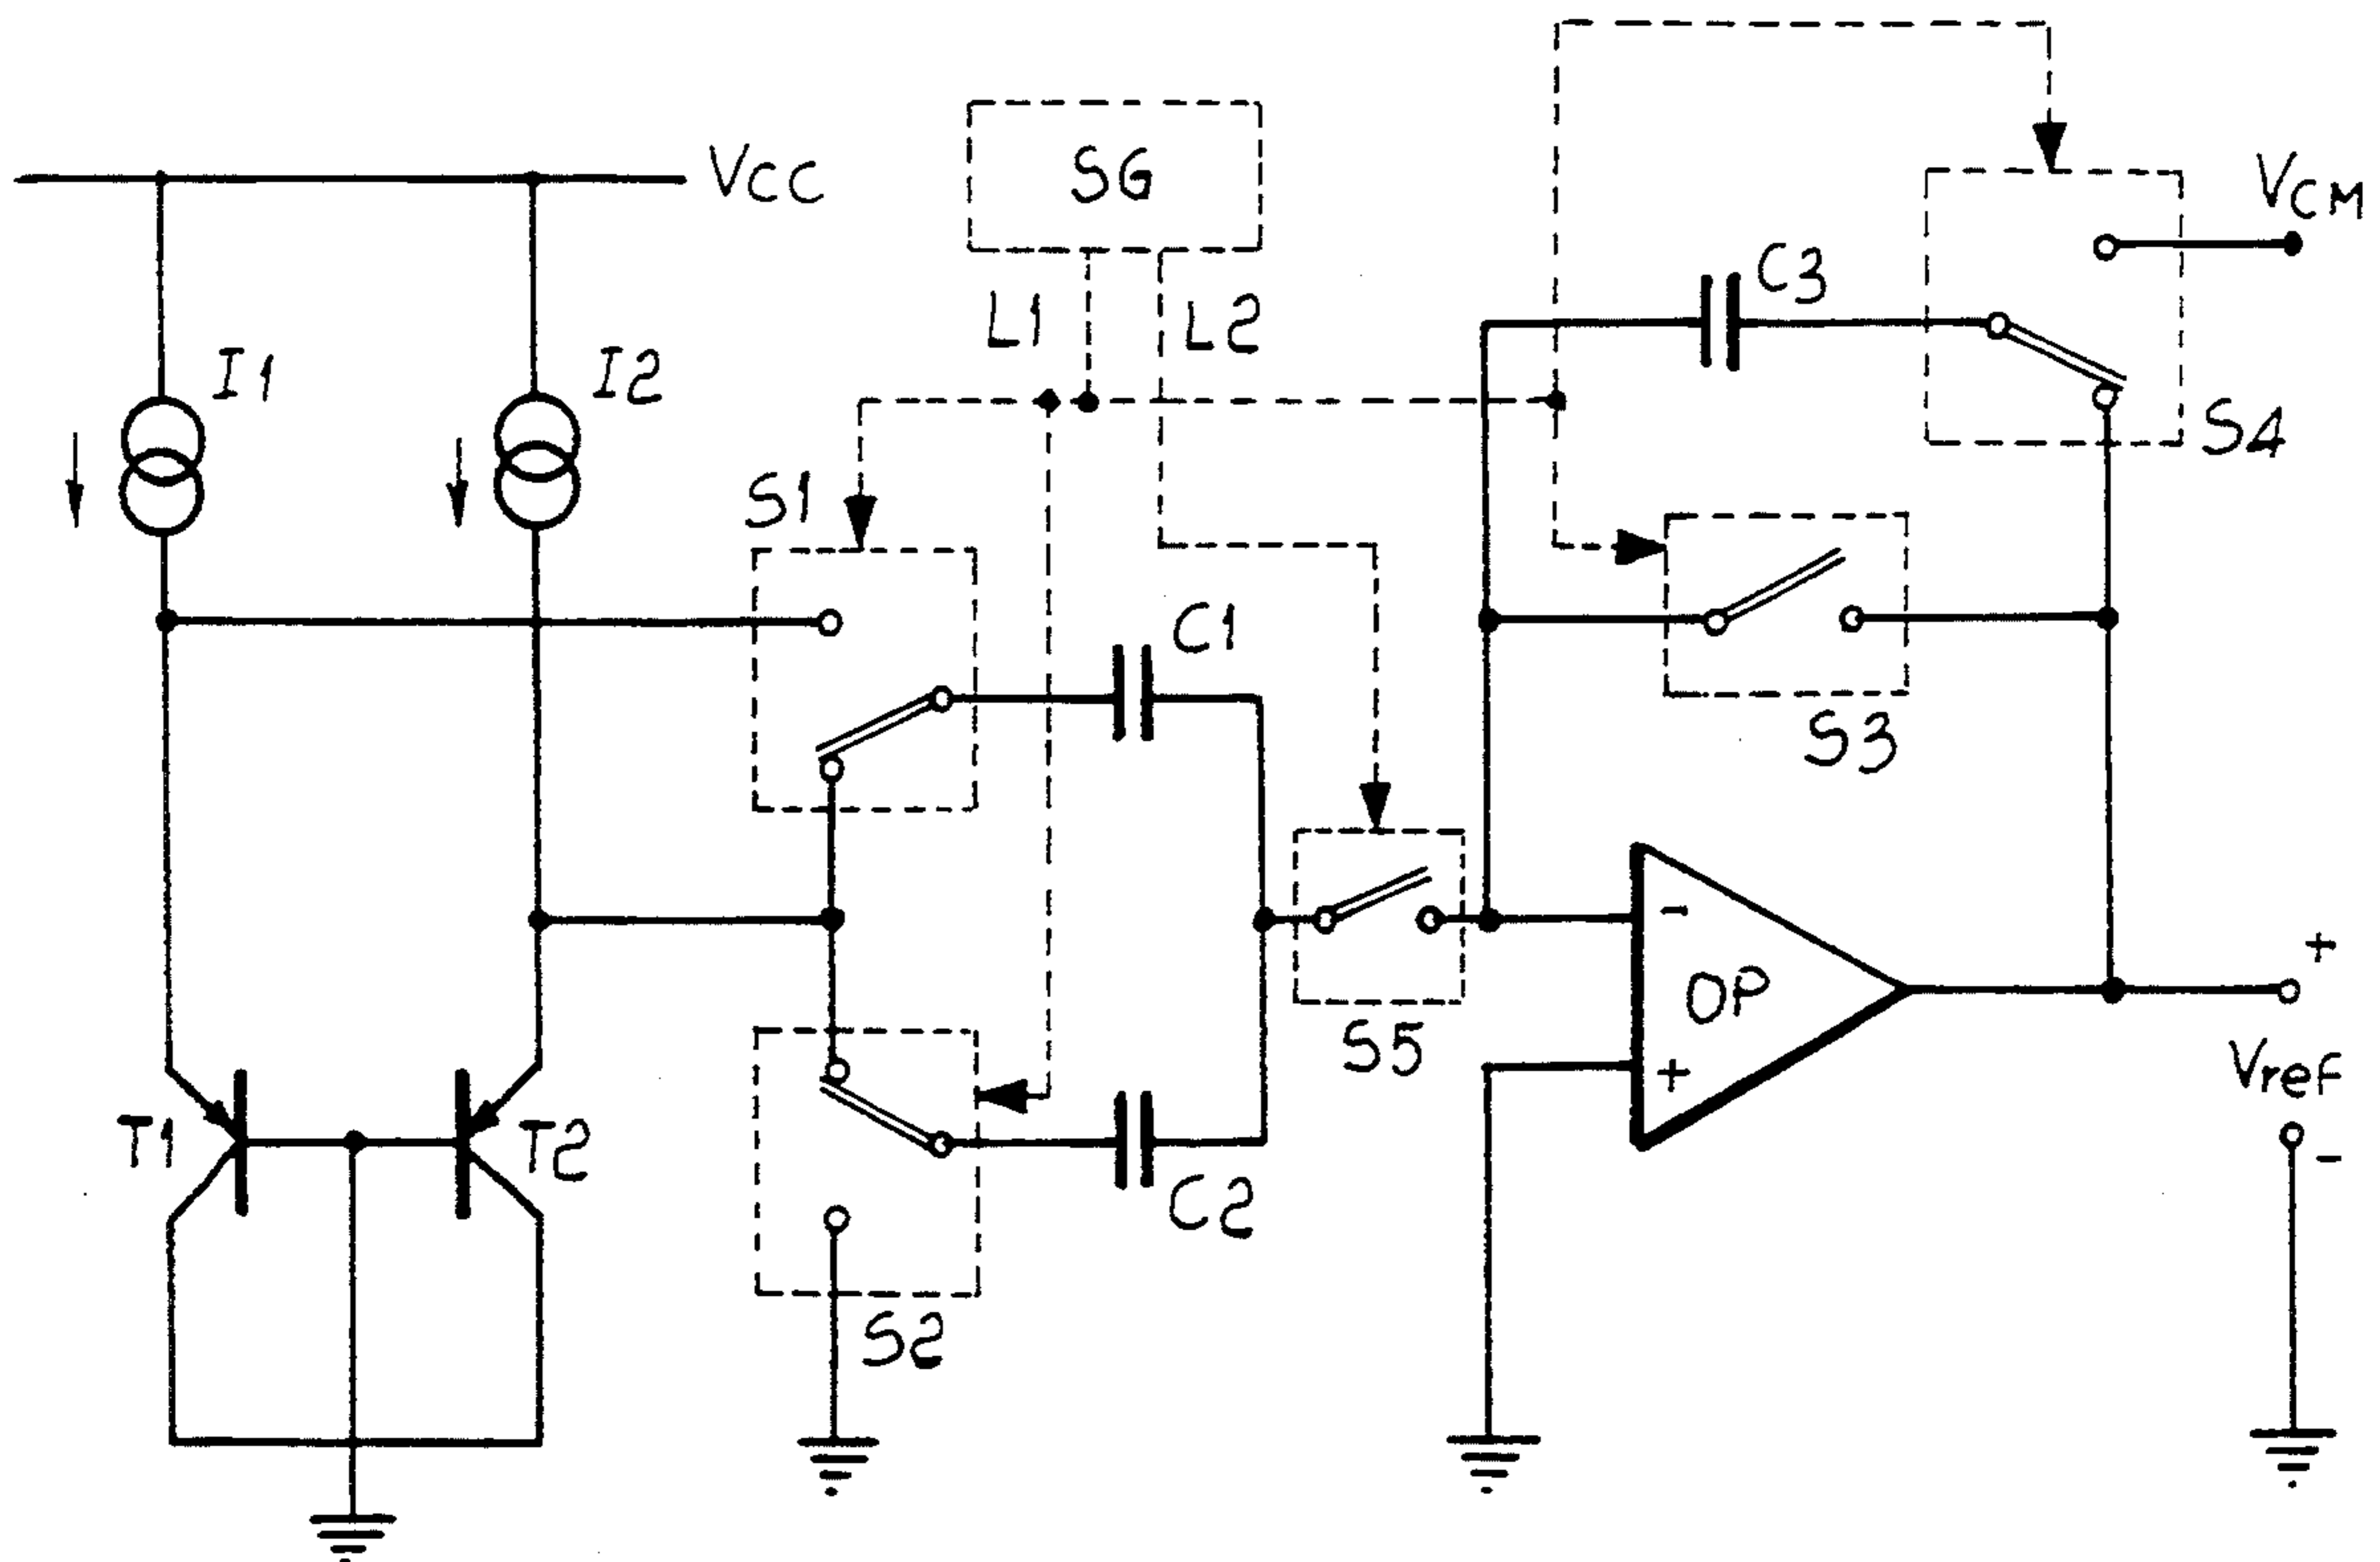 VCC
SG
VCM
C3
L1
L2
I1
I2
S4
S1
C1
S3
-
OP
+
+
S5
Vref
T1
T2
-
C2
S2